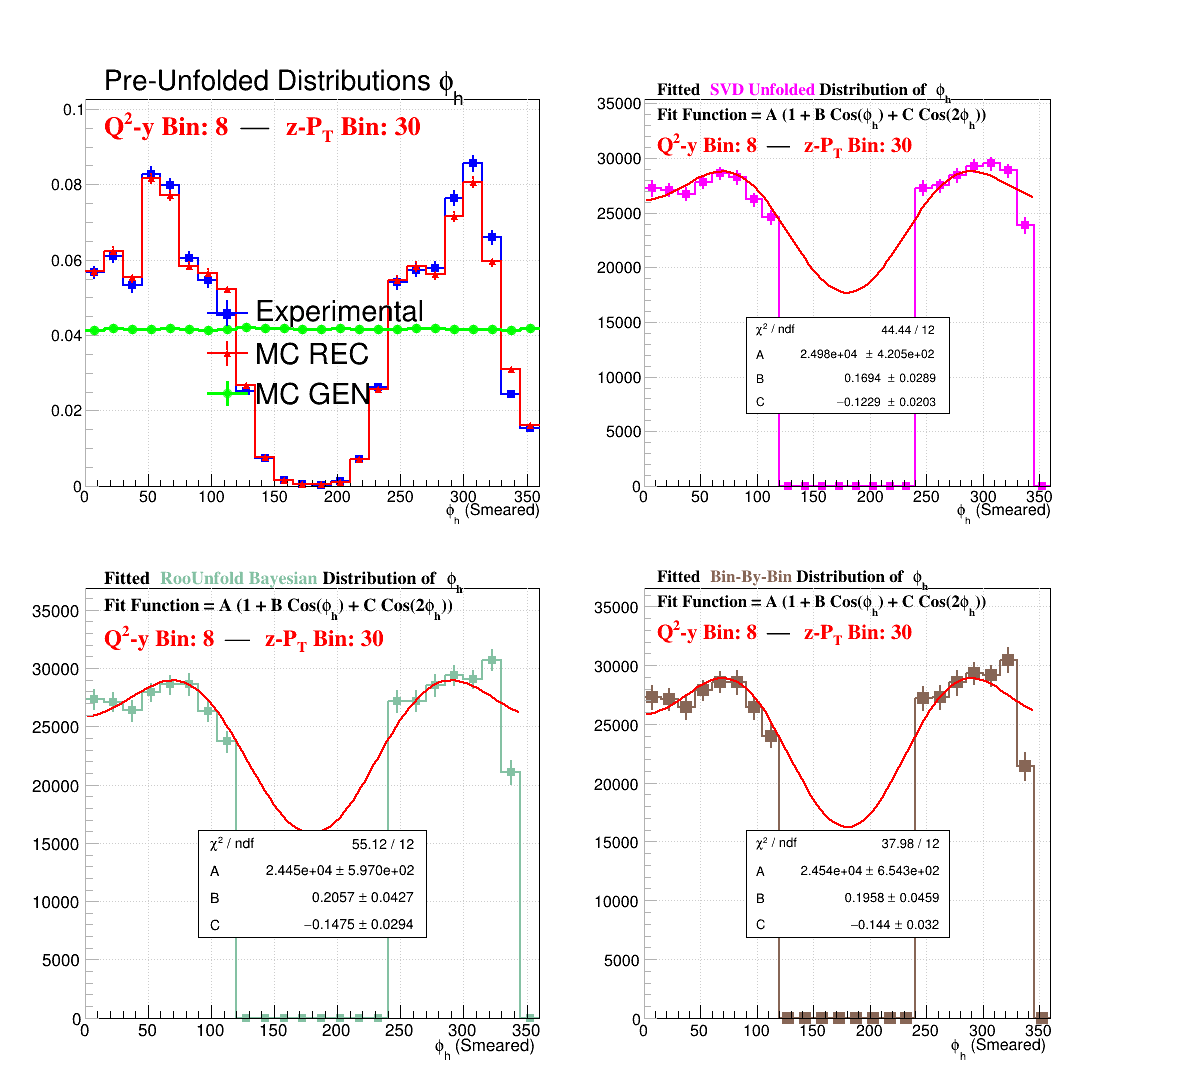 Pre-Unfolded Distributions ϕh
Q²-y Bin: 8 — z-PT Bin: 30
Experimental
MC REC
MC GEN
0.1
0.08
0.06
0.04
0.02
0
0 50 100 150 200 250 300 350
ϕh (Smeared)
Fitted SVD Unfolded Distribution of ϕh
Fit Function = A (1 + B Cos(ϕh) + C Cos(2ϕh))
Q²-y Bin: 8 — z-PT Bin: 30
35000
30000
25000
20000
15000
10000
5000
0
χ² / ndf 44.44 / 12
A 2.498e+04 ± 4.205e+02
B 0.1694 ± 0.0289
C −0.1229 ± 0.0203
0 50 100 150 200 250 300 350
ϕh (Smeared)
Fitted RooUnfold Bayesian Distribution of ϕh
Fit Function = A (1 + B Cos(ϕh) + C Cos(2ϕh))
Q²-y Bin: 8 — z-PT Bin: 30
35000
30000
25000
20000
15000
10000
5000
0
χ² / ndf 55.12 / 12
A 2.445e+04 ± 5.970e+02
B 0.2057 ± 0.0427
C −0.1475 ± 0.0294
0 50 100 150 200 250 300 350
ϕh (Smeared)
Fitted Bin-By-Bin Distribution of ϕh
Fit Function = A (1 + B Cos(ϕh) + C Cos(2ϕh))
Q²-y Bin: 8 — z-PT Bin: 30
35000
30000
25000
20000
15000
10000
5000
0
χ² / ndf 37.98 / 12
A 2.454e+04 ± 6.543e+02
B 0.1958 ± 0.0459
C −0.144 ± 0.032
0 50 100 150 200 250 300 350
ϕh (Smeared)